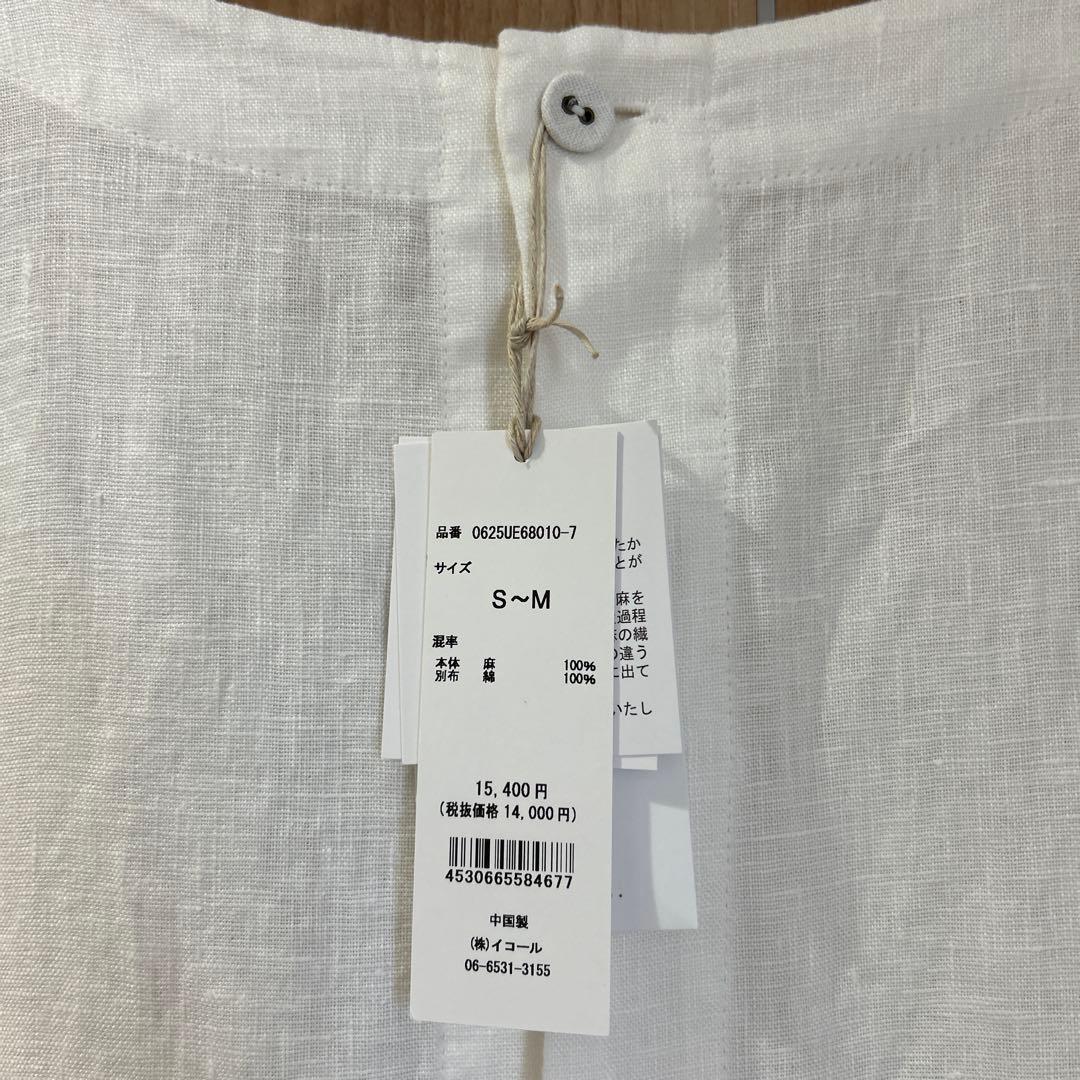 品番 0625UE68010-7
サイズ
S～M
混率
本体 麻 100%
別布 綿 100%
15,400円
(税抜価格14,000円)
4530665584677
中国製
(株)イコール
06-6531-3155
たか
とが
麻を
過程
の繊
違う
に出て
いたし